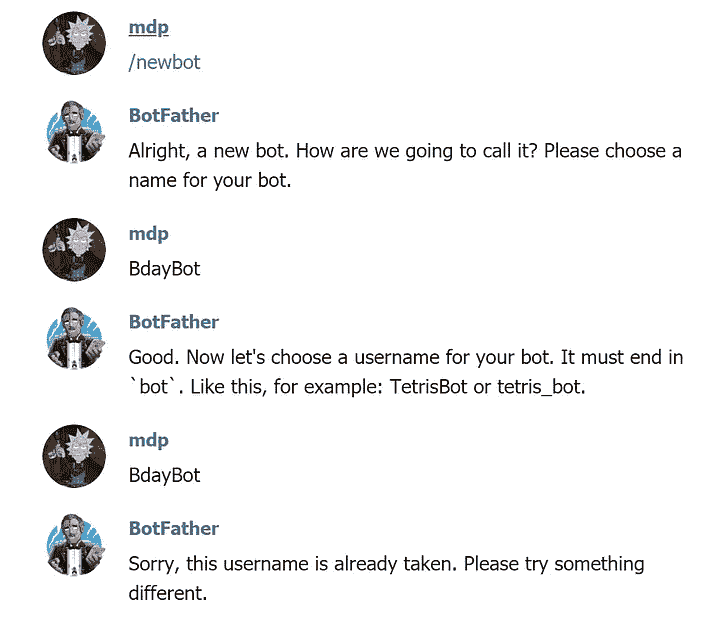 mdp
/newbot
BotFather
Alright, a new bot. How are we going to call it? Please choose a
name for your bot.
mdp
BdayBot
BotFather
Good. Now let's choose a username for your bot. It must end in
`bot`. Like this, for example: TetrisBot or tetris_bot.
mdp
BdayBot
BotFather
Sorry, this username is already taken. Please try something
different.